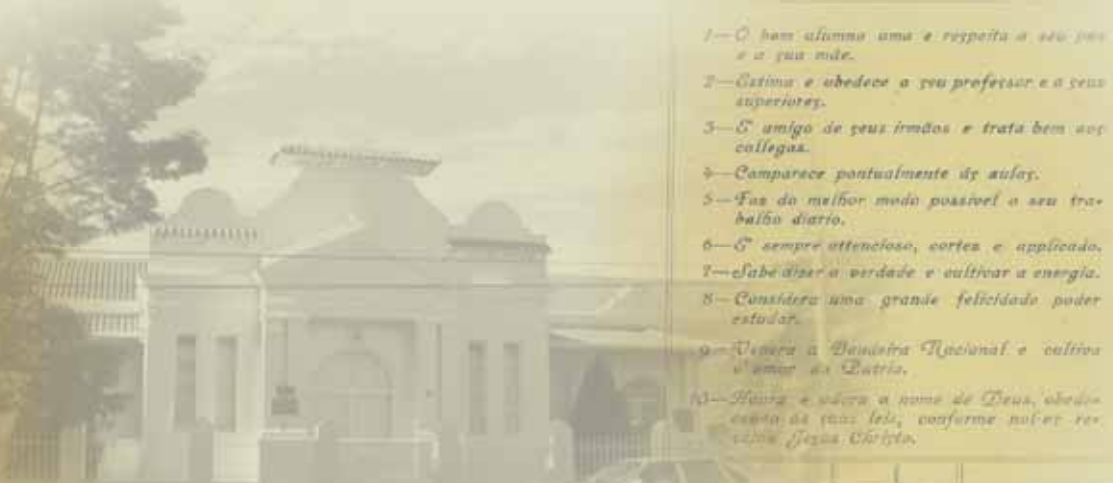 1—O bom alumno ama e respeita a seu pae
e a sua mãe.
2—Estima e obedece a seu professor e a seus
superiores.
3—E' amigo de seus irmãos e trata bem aos
collegas.
4—Comparece pontualmente ás aulas.
5—Faz do melhor modo possivel o seu tra-
balho diario.
6—E' sempre attencioso, cortez e applicado.
7—Sabe dizer a verdade e cultivar a energia.
8—Considera uma grande felicidade poder
estudar.
9—Venera a Bandeira Nacional e cultiva
o amor da Patria.
10—Honra e adora o nome de Deus, obede-
cendo ás suas leis, conforme nol-as re-
Jesus Christo.